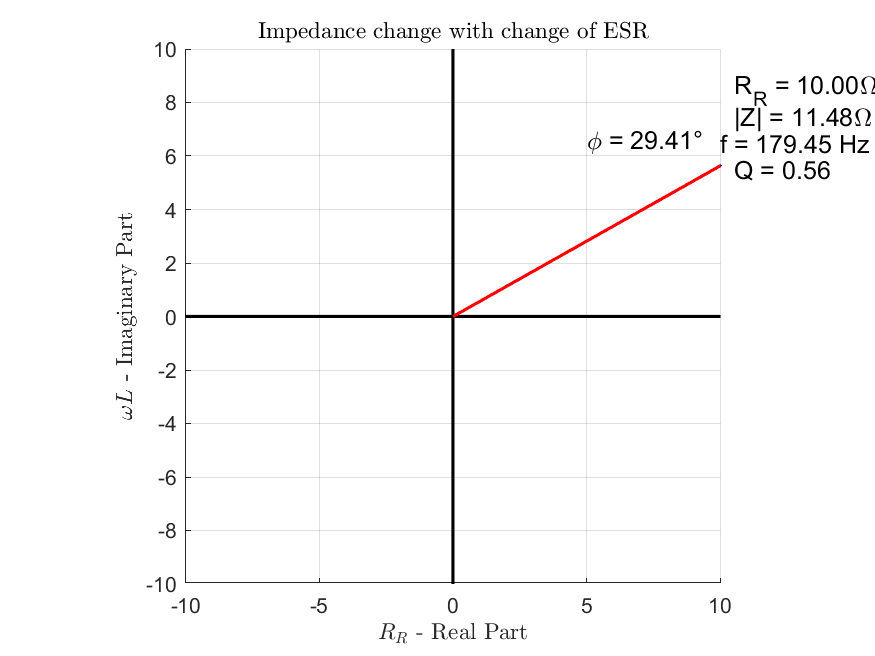 Impedance change with change of ESR
10
8
6
4
2
0
-2
-4
-6
-8
-10
-10
-5
0
5
10
ωL - Imaginary Part
R_R - Real Part
ϕ = 29.41°
R_R = 10.00Ω
|Z| = 11.48Ω
f = 179.45 Hz
Q = 0.56